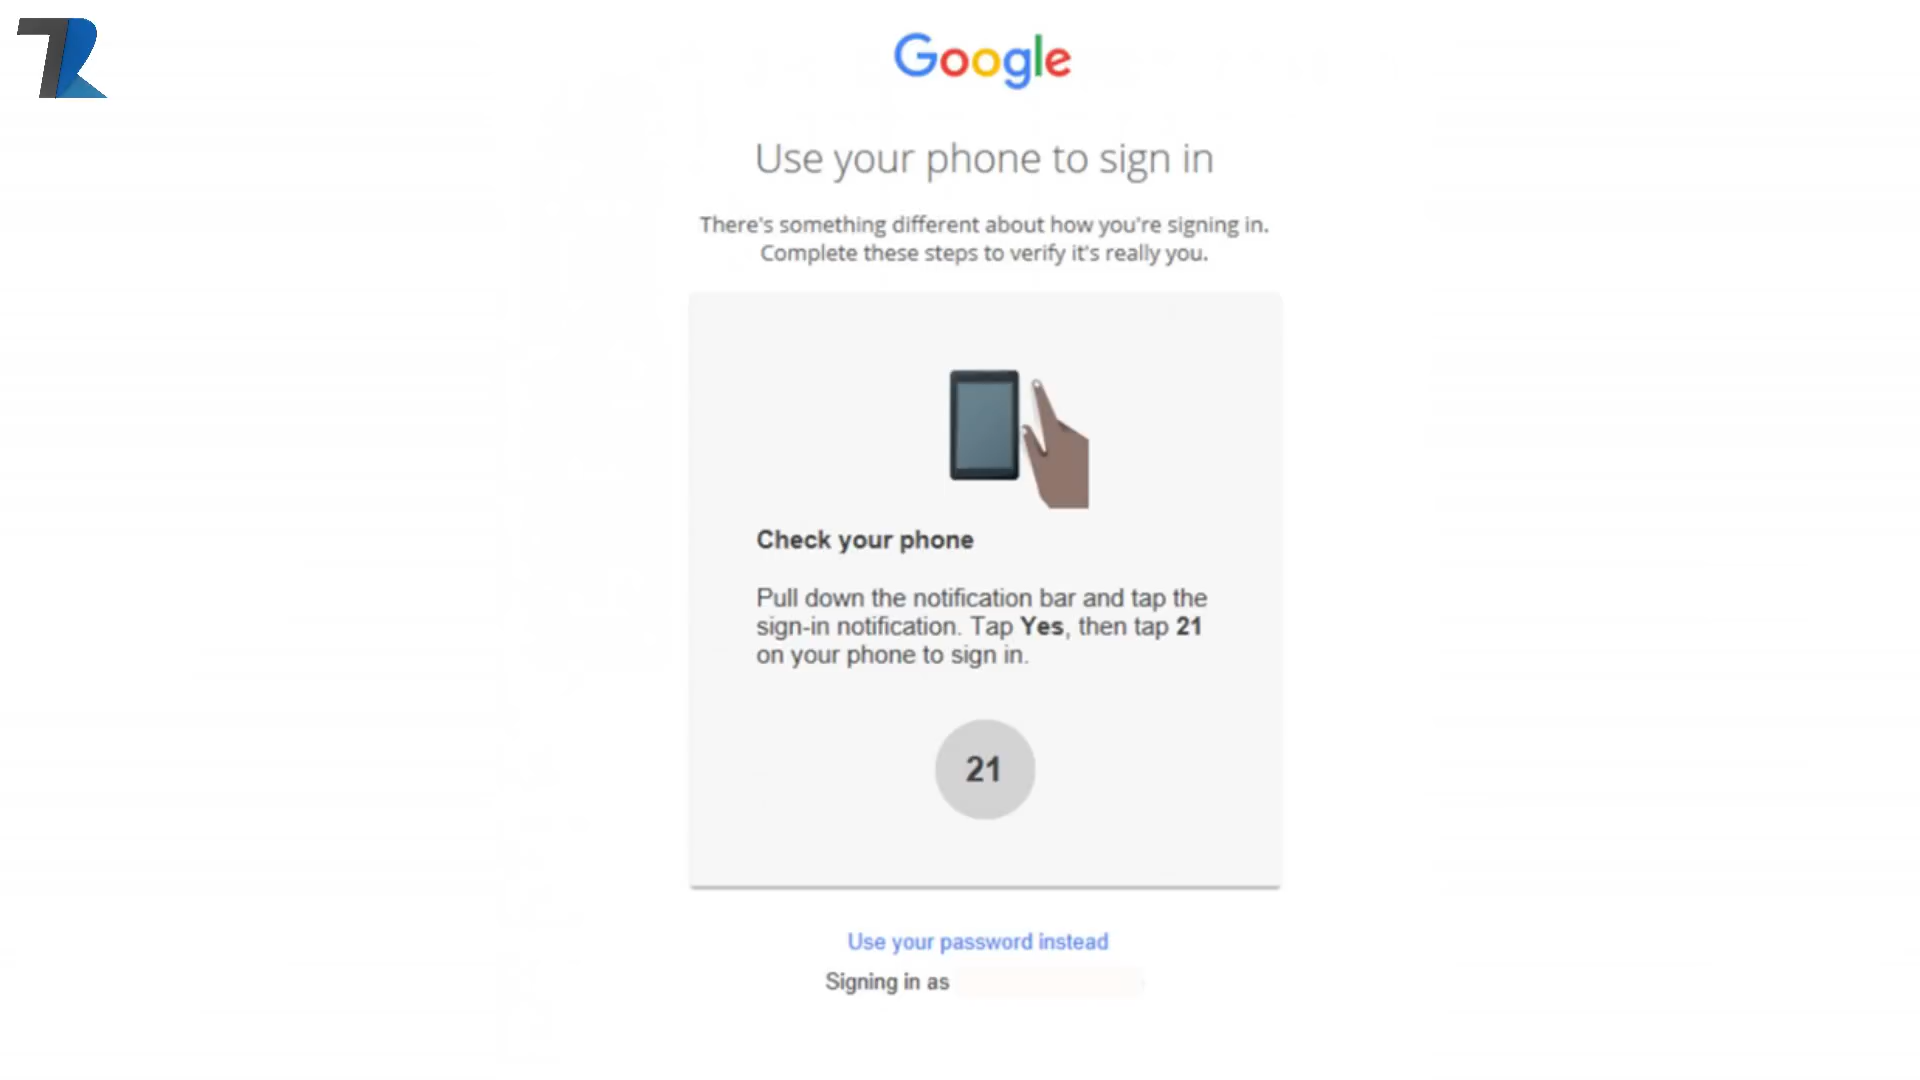 Google
Use your phone to sign in
There's something different about how you're signing in.
Complete these steps to verify it's really you.
Check your phone
Pull down the notification bar and tap the
sign-in notification. Tap Yes, then tap 21
on your phone to sign in.
21
Use your password instead
Signing in as